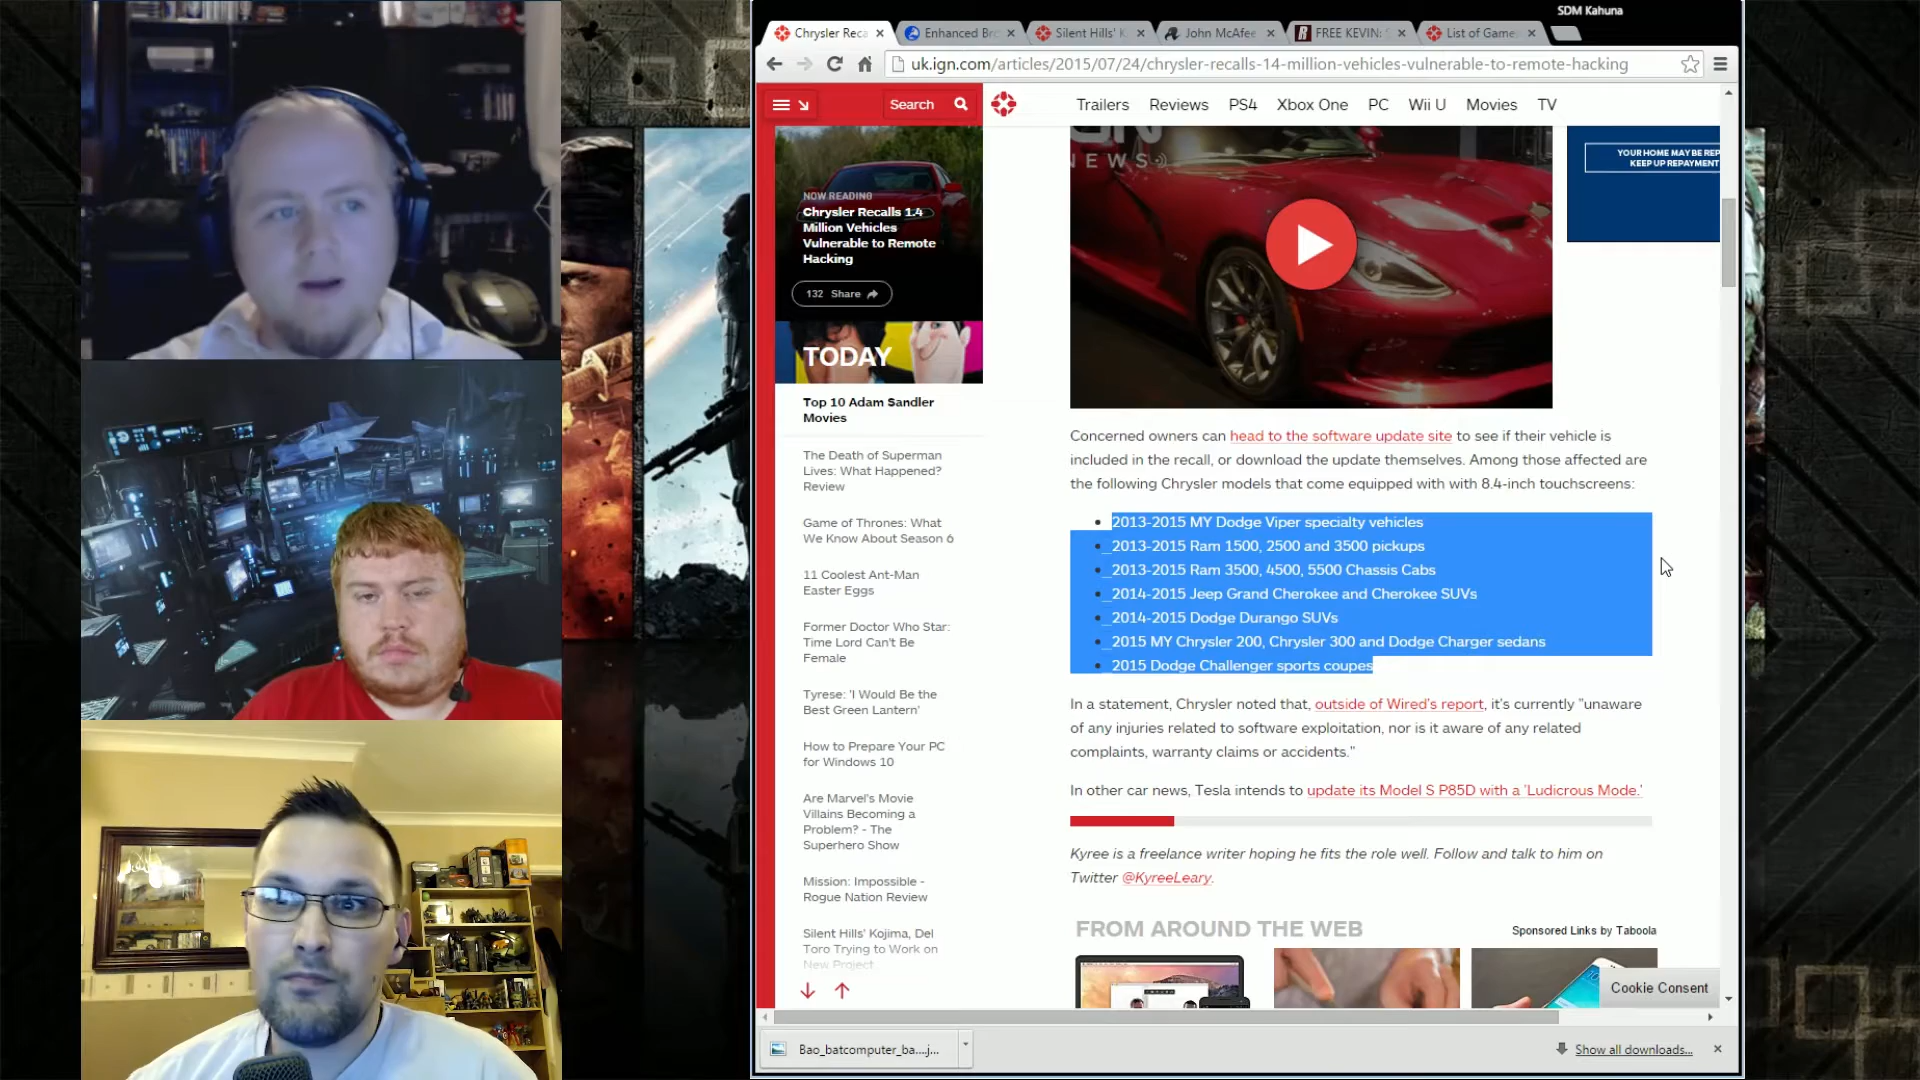 SDM Kahuna
Chrysler Reca
Enhanced Bro
Silent Hills' K
John McAfee
FREE KEVIN: S
List of Game
uk.ign.com/articles/2015/07/24/chrysler-recalls-14-million-vehicles-vulnerable-to-remote-hacking
Search
Trailers Reviews PS4 Xbox One PC Wii U Movies TV
NEWS
YOUR HOME MAY BE REP
KEEP UP REPAYMENT
NOW READING
Chrysler Recalls 1.4
Million Vehicles
Vulnerable to Remote
Hacking
132 Share
TODAY
Top 10 Adam Sandler
Movies
The Death of Superman
Lives: What Happened?
Review
Game of Thrones: What
We Know About Season 6
11 Coolest Ant-Man
Easter Eggs
Former Doctor Who Star:
Time Lord Can't Be
Female
Tyrese: 'I Would Be the
Best Green Lantern'
How to Prepare Your PC
for Windows 10
Are Marvel's Movie
Villains Becoming a
Problem? - The
Superhero Show
Mission: Impossible -
Rogue Nation Review
Silent Hills' Kojima, Del
Toro Trying to Work on
New Project
Concerned owners can head to the software update site to see if their vehicle is
included in the recall, or download the update themselves. Among those affected are
the following Chrysler models that come equipped with with 8.4-inch touchscreens:
2013-2015 MY Dodge Viper specialty vehicles
2013-2015 Ram 1500, 2500 and 3500 pickups
2013-2015 Ram 3500, 4500, 5500 Chassis Cabs
2014-2015 Jeep Grand Cherokee and Cherokee SUVs
2014-2015 Dodge Durango SUVs
2015 MY Chrysler 200, Chrysler 300 and Dodge Charger sedans
2015 Dodge Challenger sports coupes
In a statement, Chrysler noted that, outside of Wired's report, it's currently "unaware
of any injuries related to software exploitation, nor is it aware of any related
complaints, warranty claims or accidents."
In other car news, Tesla intends to update its Model S P85D with a 'Ludicrous Mode.'
Kyree is a freelance writer hoping he fits the role well. Follow and talk to him on
Twitter @KyreeLeary.
FROM AROUND THE WEB
Sponsored Links by Taboola
Cookie Consent
Bao_batcomputer_ba....j...
Show all downloads...